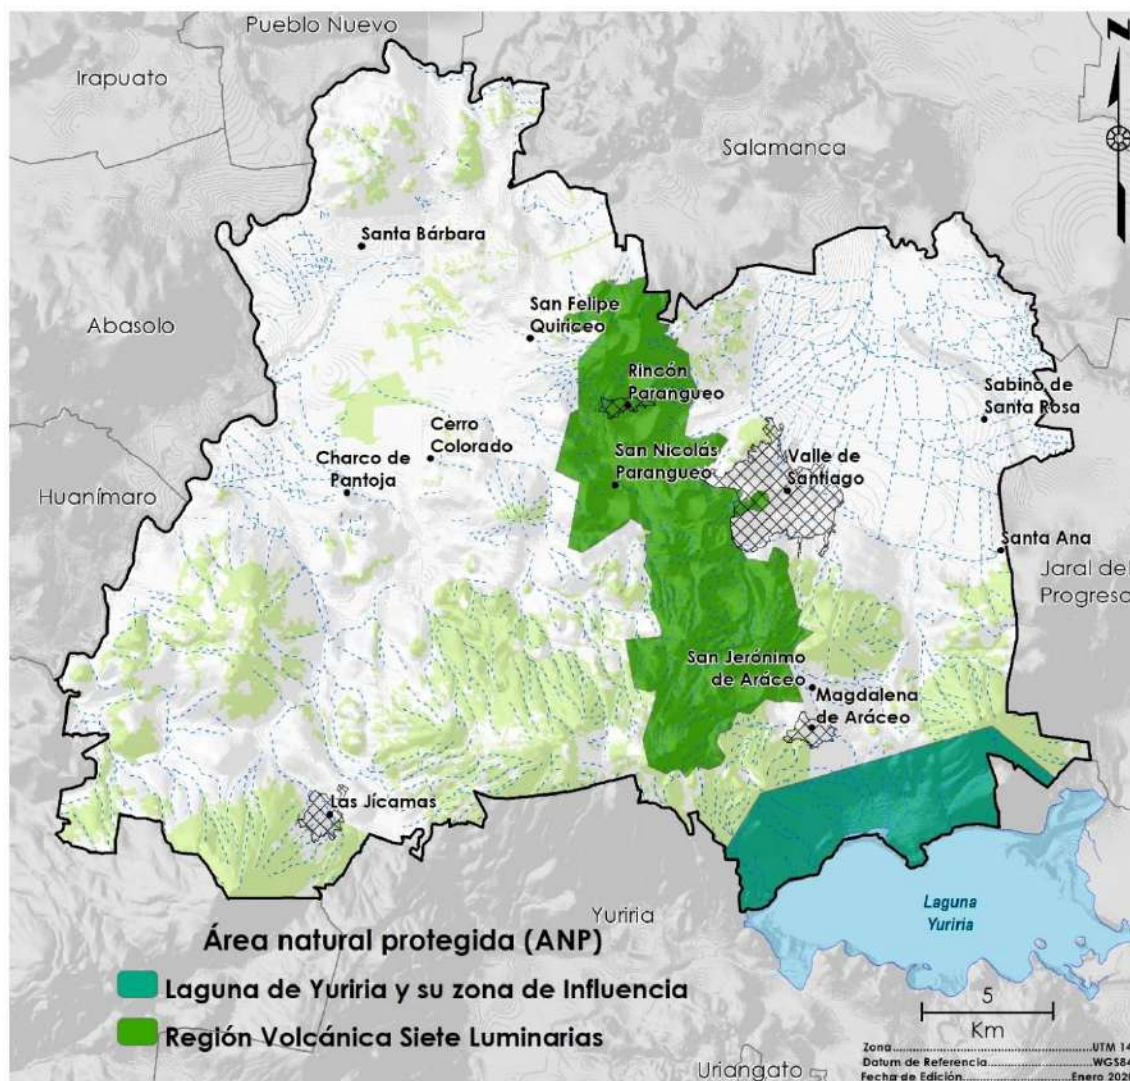 Pueblo Nuevo
Irapuato
Salamanca
N
Santa Bárbara
San Felipe
Quiriceo
Abasolo
Rincón
Parangueo
Sabino de
Santa Rosa
Cerro
Colorado
San Nicolás
Parangueo
Valle de
Santiago
Charco de
Pantoja
Huanímaro
Santa Ana
Jaral del
Progreso
San Jerónimo
de Aráceo
Magdalena
de Aráceo
Las Jícamas
Laguna
Yuriria
Yuriria
Área natural protegida (ANP)
Laguna de Yuriria y su zona de Influencia
Región Volcánica Siete Luminarias
5
Km
Uriangato
Zona UTM 14
Datum de Referencia WGS84
Fecha de Edición Enero